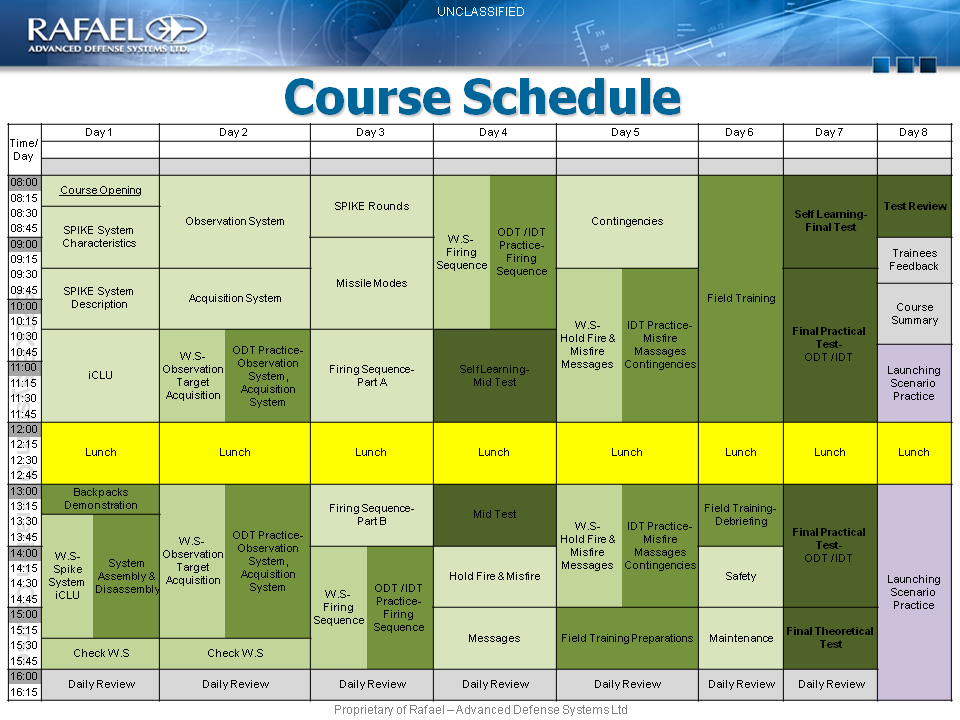 UNCLASSIFIED
RAFAEL
ADVANCED DEFENSE SYSTEMS LTD.
Course Schedule
Time/
Day
Day 1
Day 2
Day 3
Day 4
Day 5
Day 6
Day 7
Day 8
08:00
08:15
08:30
08:45
09:00
09:15
09:30
09:45
10:00
10:15
10:30
10:45
11:00
11:15
11:30
11:45
12:00
12:15
12:30
12:45
13:00
13:15
13:30
13:45
14:00
14:15
14:30
14:45
15:00
15:15
15:30
15:45
16:00
16:15
Course Opening
SPIKE System
Characteristics
SPIKE System
Description
iCLU
Lunch
Backpacks
Demonstration
W.S-
Spike
System
iCLU
System
Assembly &
Disassembly
Check W.S
Daily Review
Observation System
Acquisition System
W.S-
Observation
Target
Acquisition
ODT Practice-
Observation
System,
Acquisition
System
Lunch
W.S-
Observation
Target
Acquisition
ODT Practice-
Observation
System,
Acquisition
System
Check W.S
Daily Review
SPIKE Rounds
Missile Modes
Firing Sequence-
Part A
Lunch
Firing Sequence-
Part B
W.S-
Firing
Sequence
ODT / IDT
Practice-
Firing
Sequence
Daily Review
W.S-
Firing
Sequence
ODT / IDT
Practice-
Firing
Sequence
Self Learning-
Mid Test
Lunch
Mid Test
Hold Fire & Misfire
Messages
Daily Review
Contingencies
W.S-
Hold Fire &
Misfire
Messages
IDT Practice-
Misfire
Massages
Contingencies
Lunch
W.S-
Hold Fire &
Misfire
Messages
IDT Practice-
Misfire
Massages
Contingencies
Field Training Preparations
Daily Review
Field Training
Lunch
Field Training-
Debriefing
Safety
Maintenance
Daily Review
Self Learning-
Final Test
Final Practical
Test-
ODT / IDT
Lunch
Final Practical
Test-
ODT / IDT
Final Theoretical
Test
Daily Review
Test Review
Trainees
Feedback
Course
Summary
Launching
Scenario
Practice
Lunch
Launching
Scenario
Practice
Proprietary of Rafael – Advanced Defense Systems Ltd